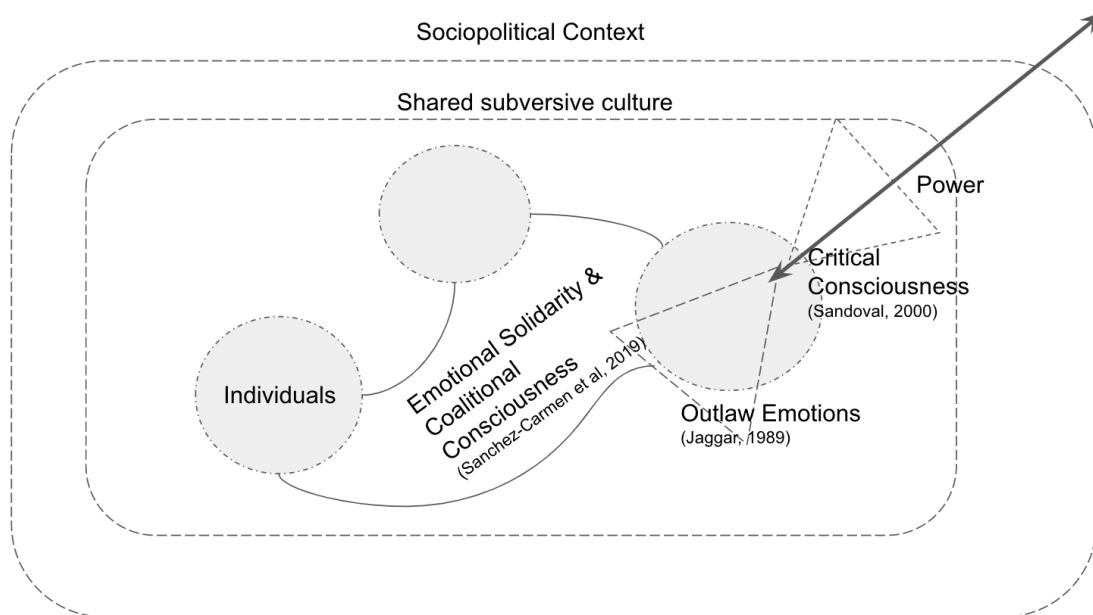 Sociopolitical Context
Shared subversive culture
Power
Critical
Consciousness
(Sandoval, 2000)
Individuals
Emotional Solidarity &
Coalitional
Consciousness
(Sanchez-Carmen et al, 2019)
Outlaw Emotions
(Jaggar, 1989)